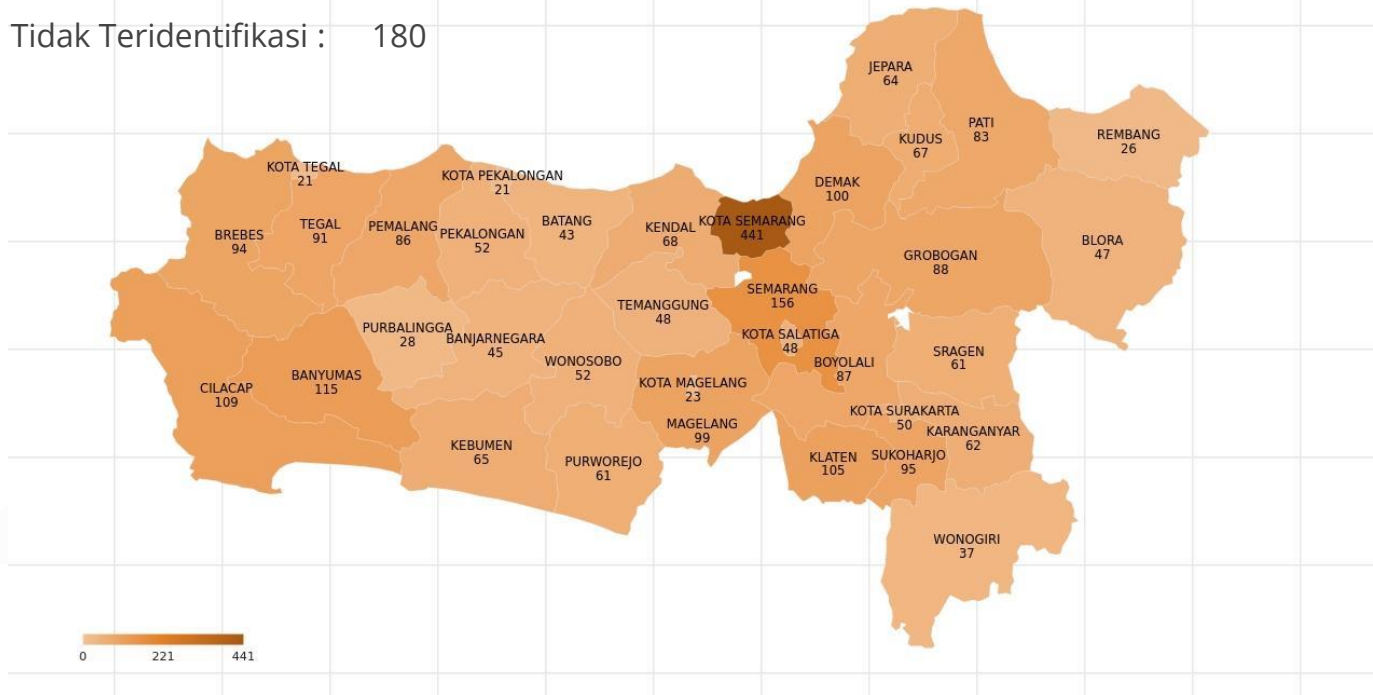 Tidak Teridentifikasi : 180
JEPARA
64
KUDUS
67
PATI
83
REMBANG
26
KOTA TEGAL
21
KOTA PEKALONGAN
21
DEMAK
100
BREBES
94
TEGAL
91
PEMALANG
86
PEKALONGAN
52
BATANG
43
KENDAL
68
KOTA SEMARANG
441
GROBOGAN
88
BLORA
47
SEMARANG
156
TEMANGGUNG
48
PURBALINGGA
28
BANJARNEGARA
45
WONOSOBO
52
KOTA SALATIGA
48
BOYOLALI
87
SRAGEN
61
CILACAP
109
BANYUMAS
115
KOTA MAGELANG
23
MAGELANG
99
KOTA SURAKARTA
50
KARANGANYAR
62
KEBUMEN
65
PURWOREJO
61
KLATEN
105
SUKOHARJO
95
WONOGIRI
37
0 221 441